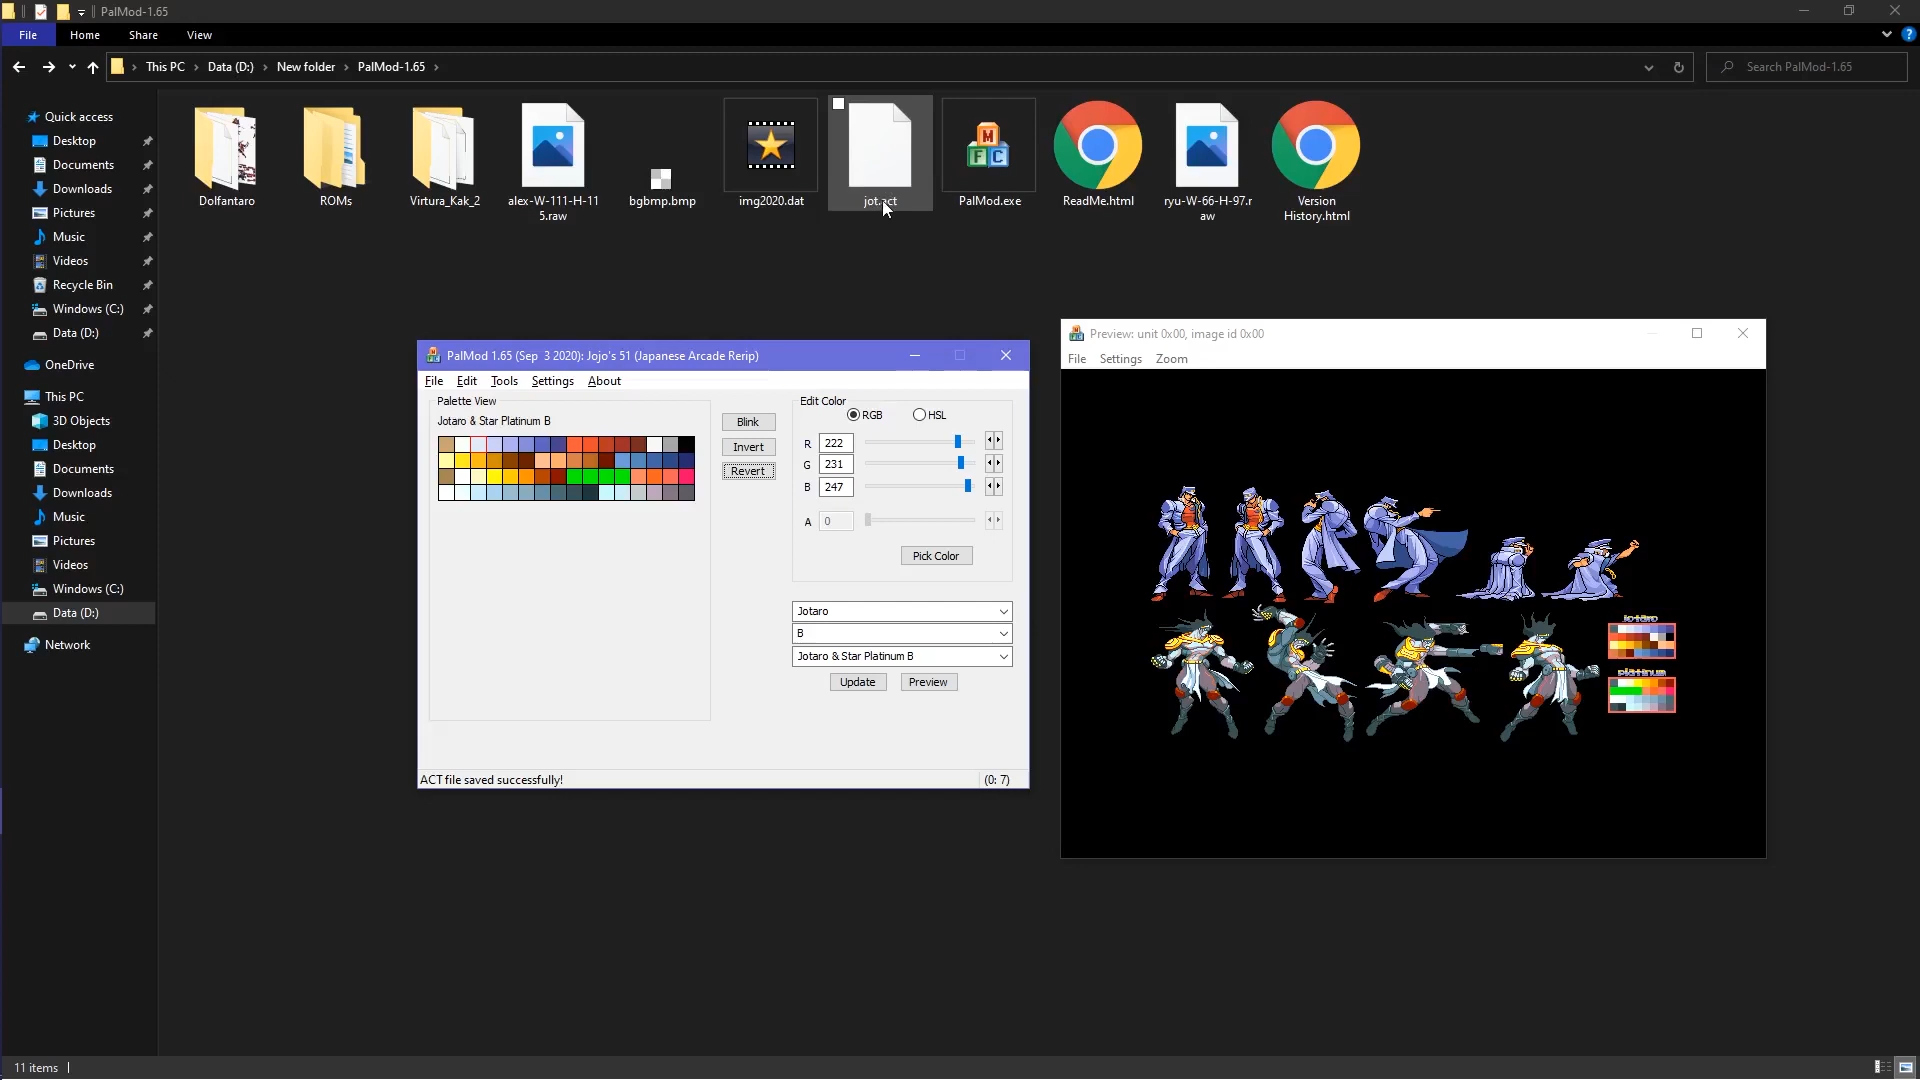 PalMod-1.65
File
Home
Share
View
This PC
Data (D:)
New folder
PalMod-1.65
Search PalMod-1.65
Quick access
Desktop
Documents
Downloads
Pictures
Music
Videos
Recycle Bin
Windows (C:)
Data (D:)
OneDrive
This PC
3D Objects
Desktop
Documents
Downloads
Music
Pictures
Videos
Windows (C:)
Data (D:)
Network
Dolfantaro
ROMs
Virtura_Kak_2
alex-W-111-H-11
5.raw
bgbmp.bmp
img2020.dat
jot.act
PalMod.exe
ReadMe.html
ryu-W-66-H-97.r
aw
Version
History.html
PalMod 1.65 (Sep 3 2020): Jojo's 51 (Japanese Arcade Rerip)
File
Edit
Tools
Settings
About
Palette View
Jotaro & Star Platinum B
Blink
Invert
Revert
Edit Color
RGB
HSL
R 222
G 231
B 247
A 0
Pick Color
Jotaro
B
Jotaro & Star Platinum B
Update
Preview
ACT file saved successfully!
(0: 7)
Preview: unit 0x00, image id 0x00
File
Settings
Zoom
jotaro
platinum
11 items